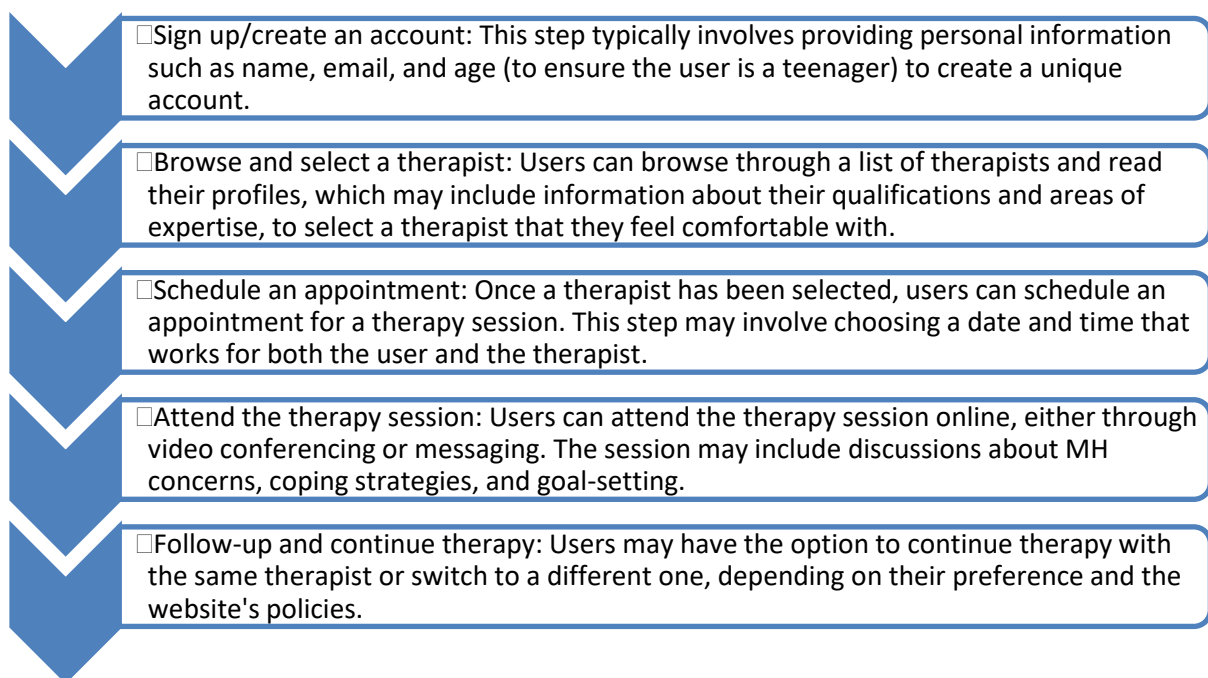 □Sign up/create an account: This step typically involves providing personal information
such as name, email, and age (to ensure the user is a teenager) to create a unique
account.
□Browse and select a therapist: Users can browse through a list of therapists and read
their profiles, which may include information about their qualifications and areas of
expertise, to select a therapist that they feel comfortable with.
□Schedule an appointment: Once a therapist has been selected, users can schedule an
appointment for a therapy session. This step may involve choosing a date and time that
works for both the user and the therapist.
□Attend the therapy session: Users can attend the therapy session online, either through
video conferencing or messaging. The session may include discussions about MH
concerns, coping strategies, and goal-setting.
□Follow-up and continue therapy: Users may have the option to continue therapy with
the same therapist or switch to a different one, depending on their preference and the
website's policies.